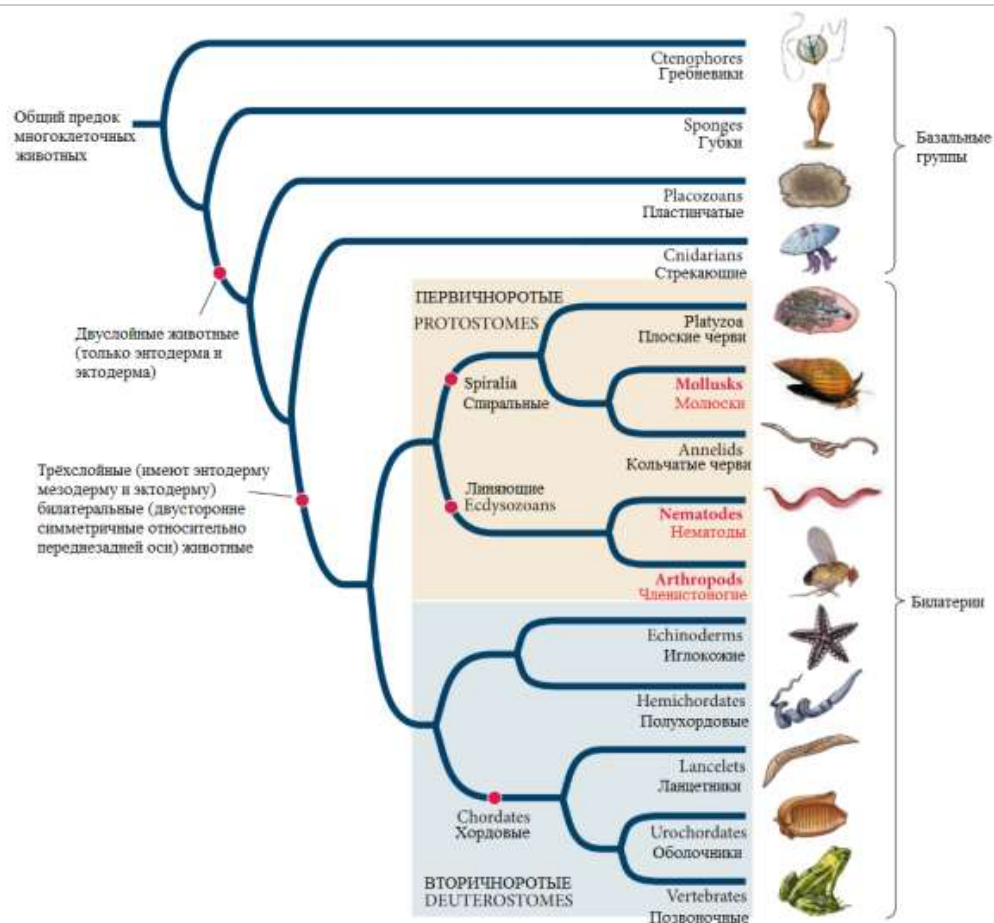 Ctenophores
Гребневики
Общий предок
многоклеточных
животных
Sponges
Губки
Базальные
группы
Placozoans
Пластинчатые
Cnidarians
Стрекающие
ПЕРВИЧНОРОТЫЕ
PROTOSTOMES
Platyzoa
Плоские черви
Двуслойные животные
(только энтодерма и
эктодерма)
Spiralia
Спиральные
Mollusks
Молюски
Annelids
Кольчатые черви
Трёхслойные (имеют энтодерму
мезодерму и эктодерму)
билатеральные (двусторонне
симметричные относительно
переднезадней оси) животные
Линяющие
Ecdysozoans
Nematodes
Нематоды
Arthropods
Членистоногие
Билатерии
Echinoderms
Иглокожие
Hemichordates
Полухордовые
Lancelets
Ланцетники
Chordates
Хордовые
Urochordates
Оболочники
ВТОРИЧНОРОТЫЕ
DEUTEROSTOMES
Vertebrates
Позвоночные